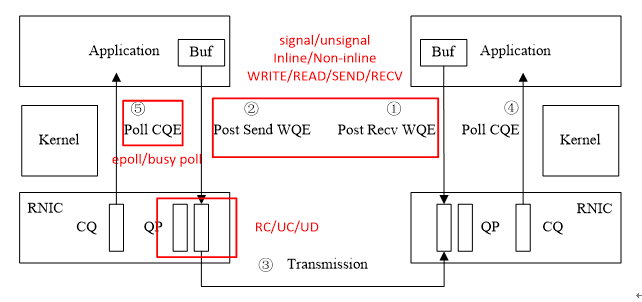 signal/unsignal
Inline/Non-inline
WRITE/READ/SEND/RECV
Application
Buf
Buf
Application
⑤
②
①
④
Poll CQE
Post Send WQE
Post Recv WQE
Poll CQE
Kernel
Kernel
epoll/busy poll
RNIC
RNIC
CQ
QP
RC/UC/UD
QP
CQ
③ Transmission